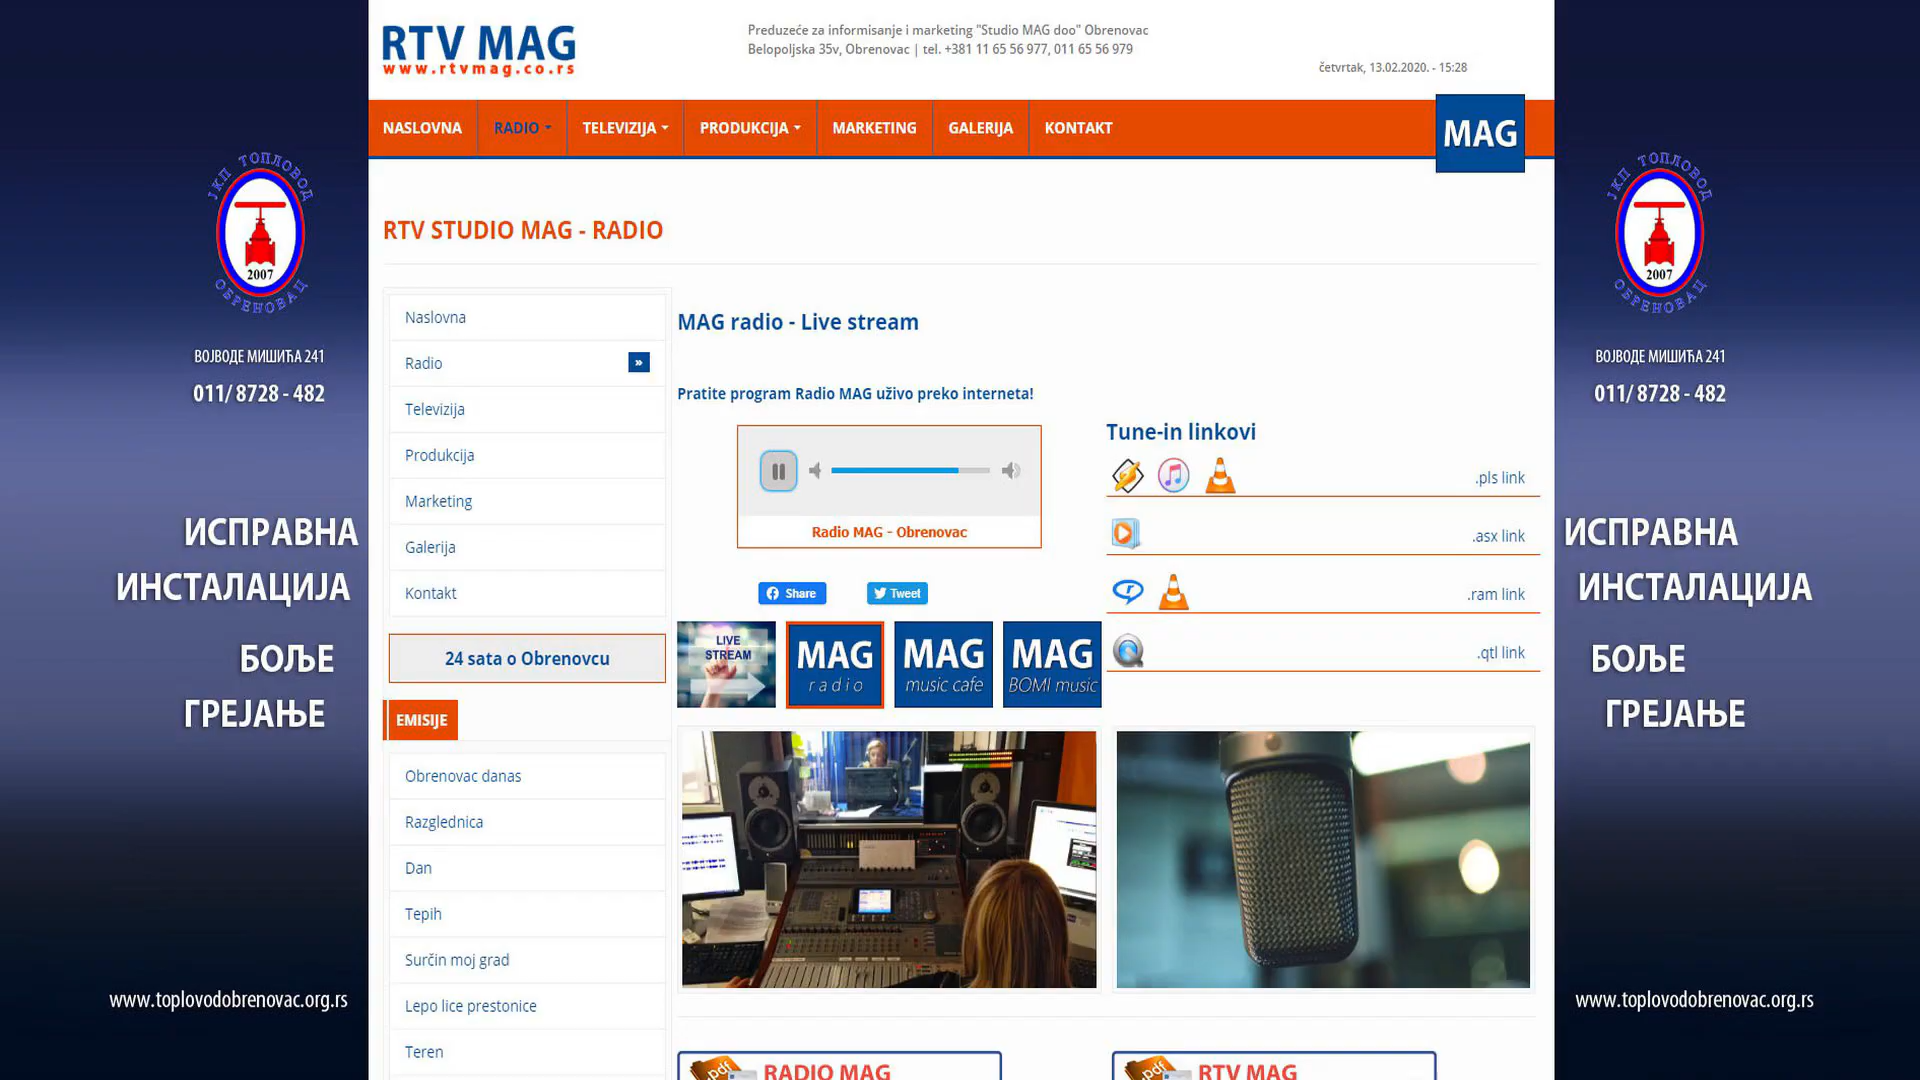 RTV MAG
www.rtvmag.co.rs
Preduzeće za informisanje i marketing "Studio MAG doo" Obrenovac
Belopoljska 35v, Obrenovac | tel. +381 11 65 56 977, 011 65 56 979
četvrtak, 13.02.2020. - 15:28
NASLOVNA
RADIO
TELEVIZIJA
PRODUKCIJA
MARKETING
GALERIJA
KONTAKT
MAG
ЈКП ТОПЛОВОД
2007
ОБРЕНОВАЦ
ВОЈВОДЕ МИШИЋА 241
011/ 8728 - 482
ИСПРАВНА
ИНСТАЛАЦИЈА
БОЉЕ
ГРЕЈАЊЕ
www.toplovodobrenovac.org.rs
RTV STUDIO MAG - RADIO
Naslovna
Radio
Televizija
Produkcija
Marketing
Galerija
Kontakt
24 sata o Obrenovcu
EMISIJE
Obrenovac danas
Razglednica
Dan
Tepih
Surčin moj grad
Lepo lice prestonice
Teren
MAG radio - Live stream
Pratite program Radio MAG uživo preko interneta!
Radio MAG - Obrenovac
Share
Tweet
LIVE
STREAM
MAG
radio
MAG
music cafe
MAG
BOMI music
Tune-in linkovi
.pls link
.asx link
.ram link
.qtl link
pdf
RADIO MAG
pdf
RTV MAG
ЈКП ТОПЛОВОД
2007
ОБРЕНОВАЦ
ВОЈВОДЕ МИШИЋА 241
011/ 8728 - 482
ИСПРАВНА
ИНСТАЛАЦИЈА
БОЉЕ
ГРЕЈАЊЕ
www.toplovodobrenovac.org.rs